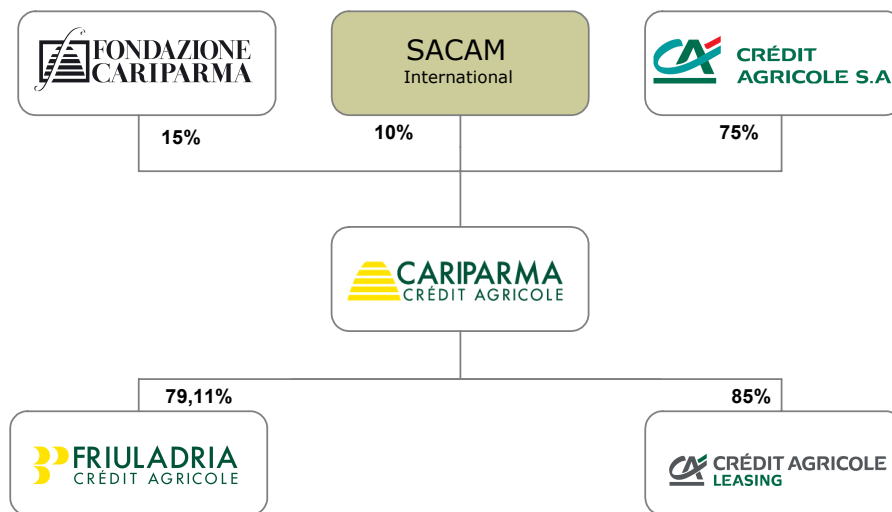 FONDAZIONE
CARIPARMA
SACAM
International
CRÉDIT
AGRICOLE S.A
15%
10%
75%
CARIPARMA
CRÉDIT AGRICOLE
79,11%
85%
FRIULADRIA
CRÉDIT AGRICOLE
CA CRÉDIT AGRICOLE
LEASING